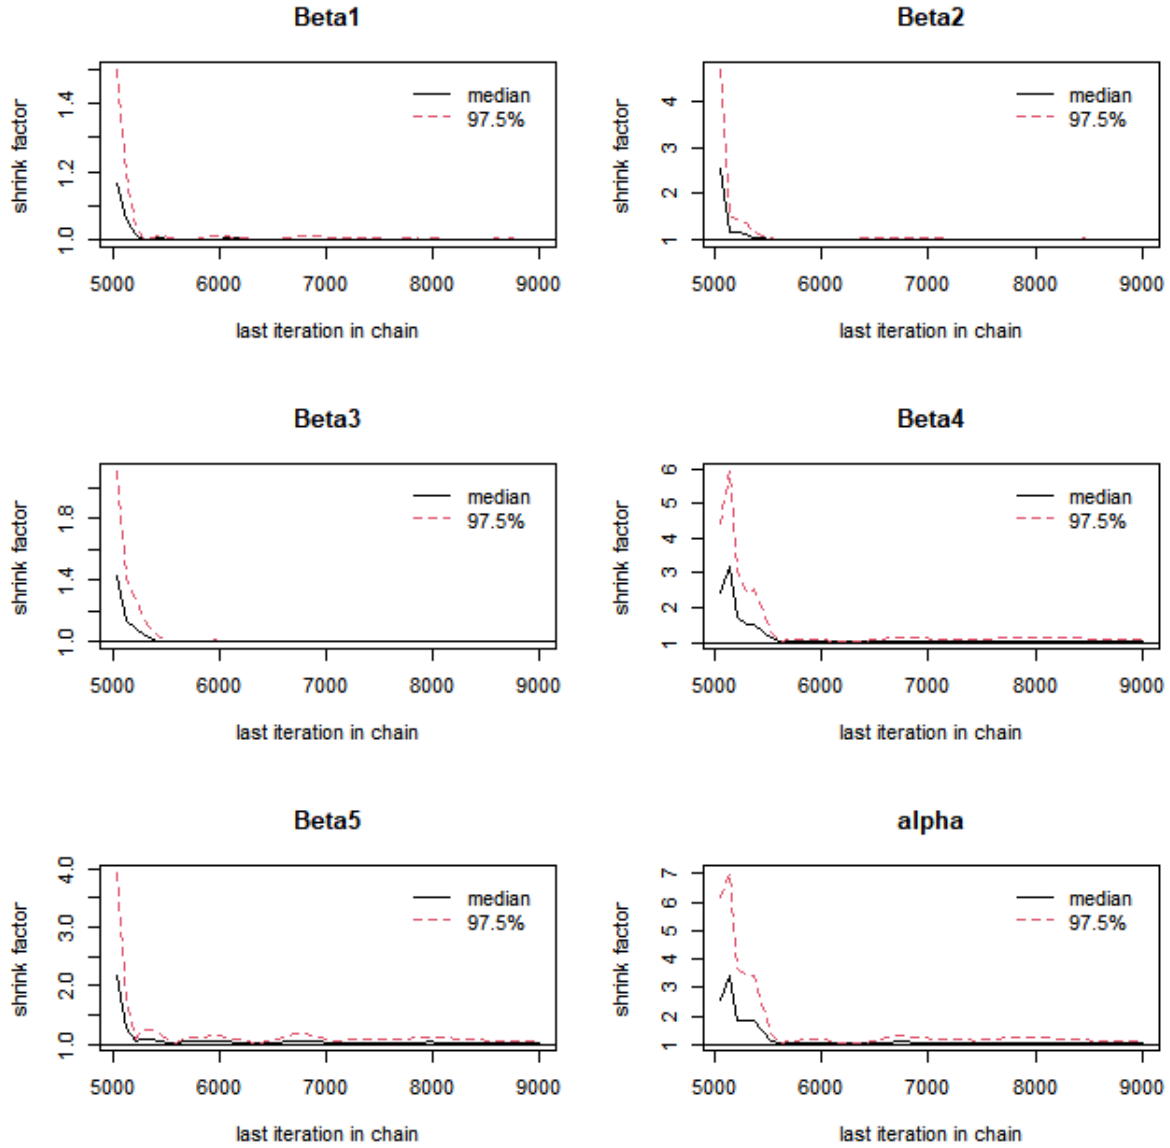 Beta1
shrink factor
1.4
1.2
1.0
median
97.5%
5000 6000 7000 8000 9000
last iteration in chain
Beta2
shrink factor
4
3
2
1
median
97.5%
5000 6000 7000 8000 9000
last iteration in chain
Beta3
shrink factor
1.8
1.4
1.0
median
97.5%
5000 6000 7000 8000 9000
last iteration in chain
Beta4
shrink factor
6
5
4
3
2
1
median
97.5%
5000 6000 7000 8000 9000
last iteration in chain
Beta5
shrink factor
4.0
3.0
2.0
1.0
median
97.5%
5000 6000 7000 8000 9000
last iteration in chain
alpha
shrink factor
7
6
5
4
3
2
1
median
97.5%
5000 6000 7000 8000 9000
last iteration in chain